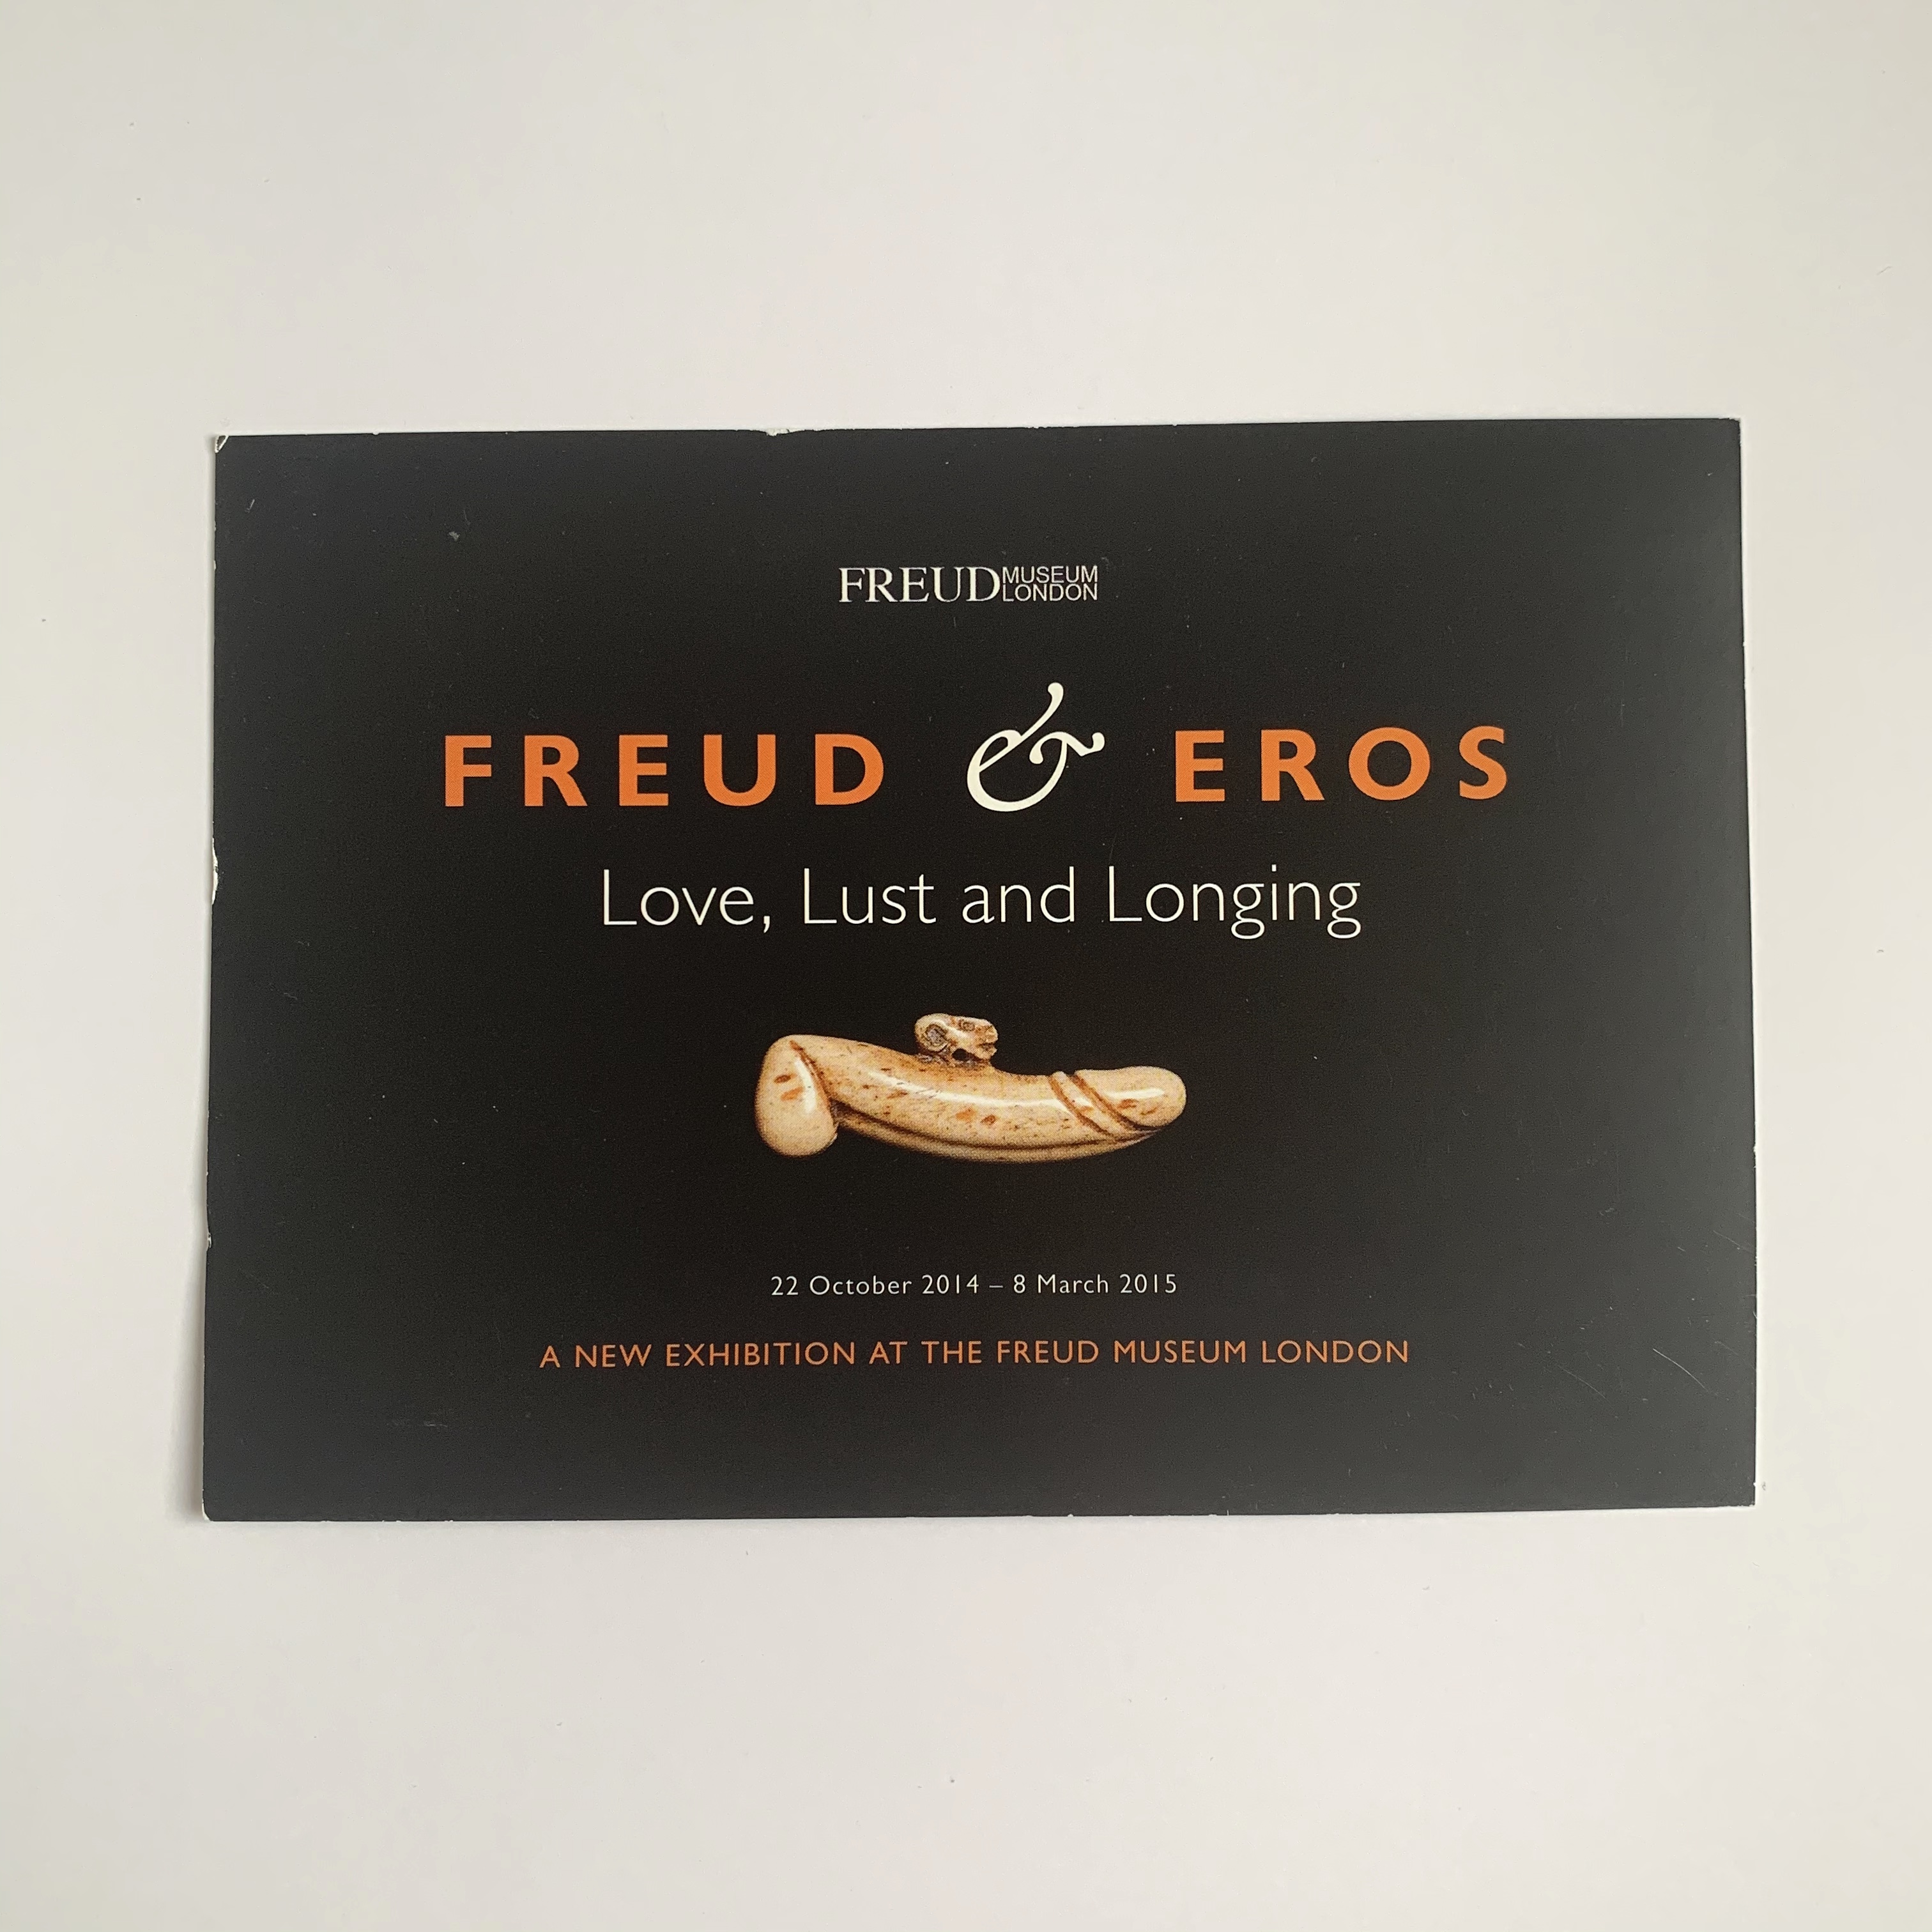 FREUD MUSEUM LONDON
FREUD & EROS
Love, Lust and Longing
22 October 2014 – 8 March 2015
A NEW EXHIBITION AT THE FREUD MUSEUM LONDON